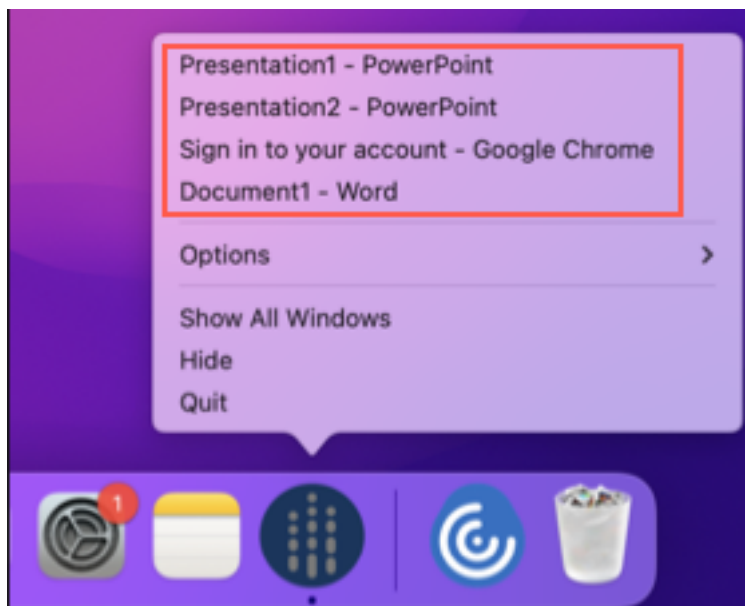 Presentation1 - PowerPoint
Presentation2 - PowerPoint
Sign in to your account - Google Chrome
Document1 - Word
Options
Show All Windows
Hide
Quit
1